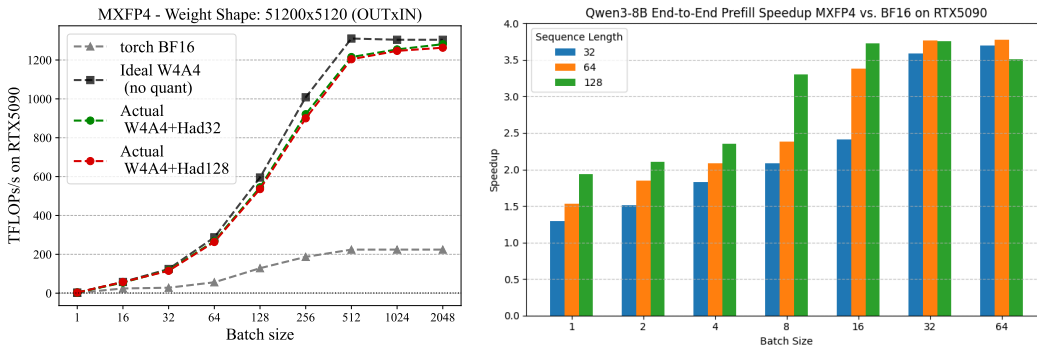 MXFP4 - Weight Shape: 51200x5120 (OUTxIN)
TFLOPs/s on RTX5090
1200
1000
800
600
400
200
0
torch BF16
Ideal W4A4
(no quant)
Actual
W4A4+Had32
Actual
W4A4+Had128
1 16 32 64 128 256 512 1024 2048
Batch size
Qwen3-8B End-to-End Prefill Speedup MXFP4 vs. BF16 on RTX5090
Speedup
4.0
3.5
3.0
2.5
2.0
1.5
1.0
0.5
0.0
Sequence Length
32
64
128
1 2 4 8 16 32 64
Batch Size